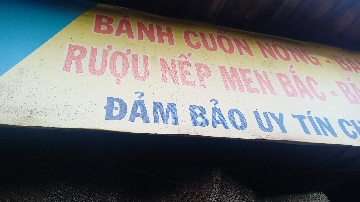 BÁNH CUỐN NÓNG -
RƯỢU NẾP MEN BẮC -
ĐẢM BẢO UY TÍN